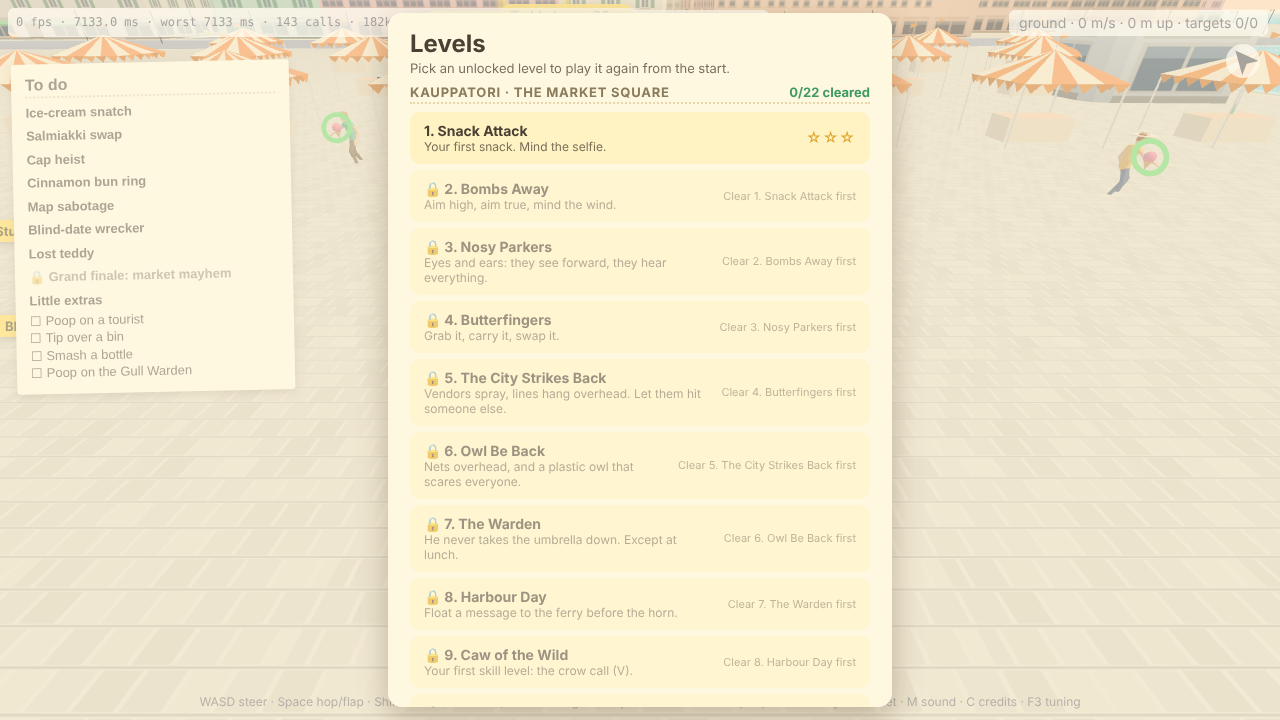 0 fps · 7133.0 ms · worst 7133 ms · 143 calls · 182k
ground · 0 m/s · 0 m up · targets 0/0
To do
Ice-cream snatch
Salmiakki swap
Cap heist
Cinnamon bun ring
Map sabotage
Blind-date wrecker
Lost teddy
🔒 Grand finale: market mayhem
Little extras
☐ Poop on a tourist
☐ Tip over a bin
☐ Smash a bottle
☐ Poop on the Gull Warden
Levels
Pick an unlocked level to play it again from the start.
KAUPPATORI · THE MARKET SQUARE 0/22 cleared
1. Snack Attack
Your first snack. Mind the selfie.
☆☆☆
🔒 2. Bombs Away
Aim high, aim true, mind the wind.
Clear 1. Snack Attack first
🔒 3. Nosy Parkers
Eyes and ears: they see forward, they hear
everything.
Clear 2. Bombs Away first
🔒 4. Butterfingers
Grab it, carry it, swap it.
Clear 3. Nosy Parkers first
🔒 5. The City Strikes Back
Vendors spray, lines hang overhead. Let them hit
someone else.
Clear 4. Butterfingers first
🔒 6. Owl Be Back
Nets overhead, and a plastic owl that
scares everyone.
Clear 5. The City Strikes Back first
🔒 7. The Warden
He never takes the umbrella down. Except at
lunch.
Clear 6. Owl Be Back first
🔒 8. Harbour Day
Float a message to the ferry before the horn.
Clear 7. The Warden first
🔒 9. Caw of the Wild
Your first skill level: the crow call (V).
Clear 8. Harbour Day first
WASD steer · Space hop/flap · M sound · C credits · F3 tuning